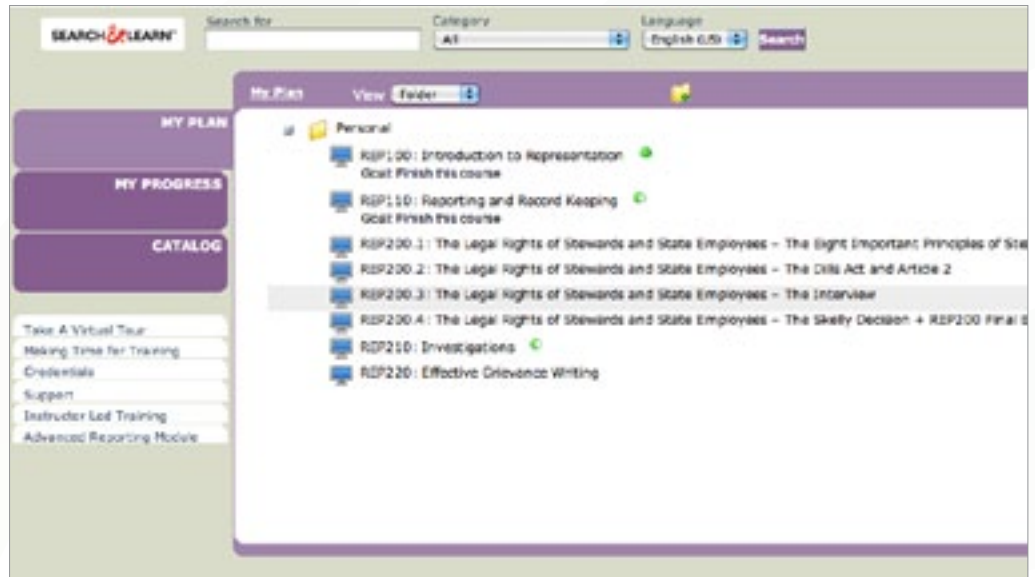 Search for
Category
Language
SEARCH & LEARN
All
English (US)
Search
My Plan
View
Folder
MY PLAN
MY PROGRESS
CATALOG
Personal
REP100: Introduction to Representation
Goal: Finish this course
REP110: Reporting and Record Keeping
Goal: Finish this course
REP200.1: The Legal Rights of Stewards and State Employees – The Eight Important Principles of Ste
REP200.2: The Legal Rights of Stewards and State Employees – The Dills Act and Article 2
REP200.3: The Legal Rights of Stewards and State Employees – The Interview
REP200.4: The Legal Rights of Stewards and State Employees – The Skelly Decision + REP200 Final E
REP210: Investigations
REP220: Effective Grievance Writing
Take A Virtual Tour
Making Time for Training
Credentials
Support
Instructor Led Training
Advanced Reporting Module